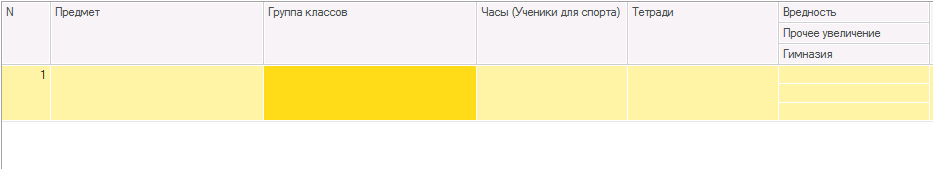 N Предмет Группа классов Часы (Ученики для спорта) Тетради Вредность
Прочее увеличение
Гимназия
1